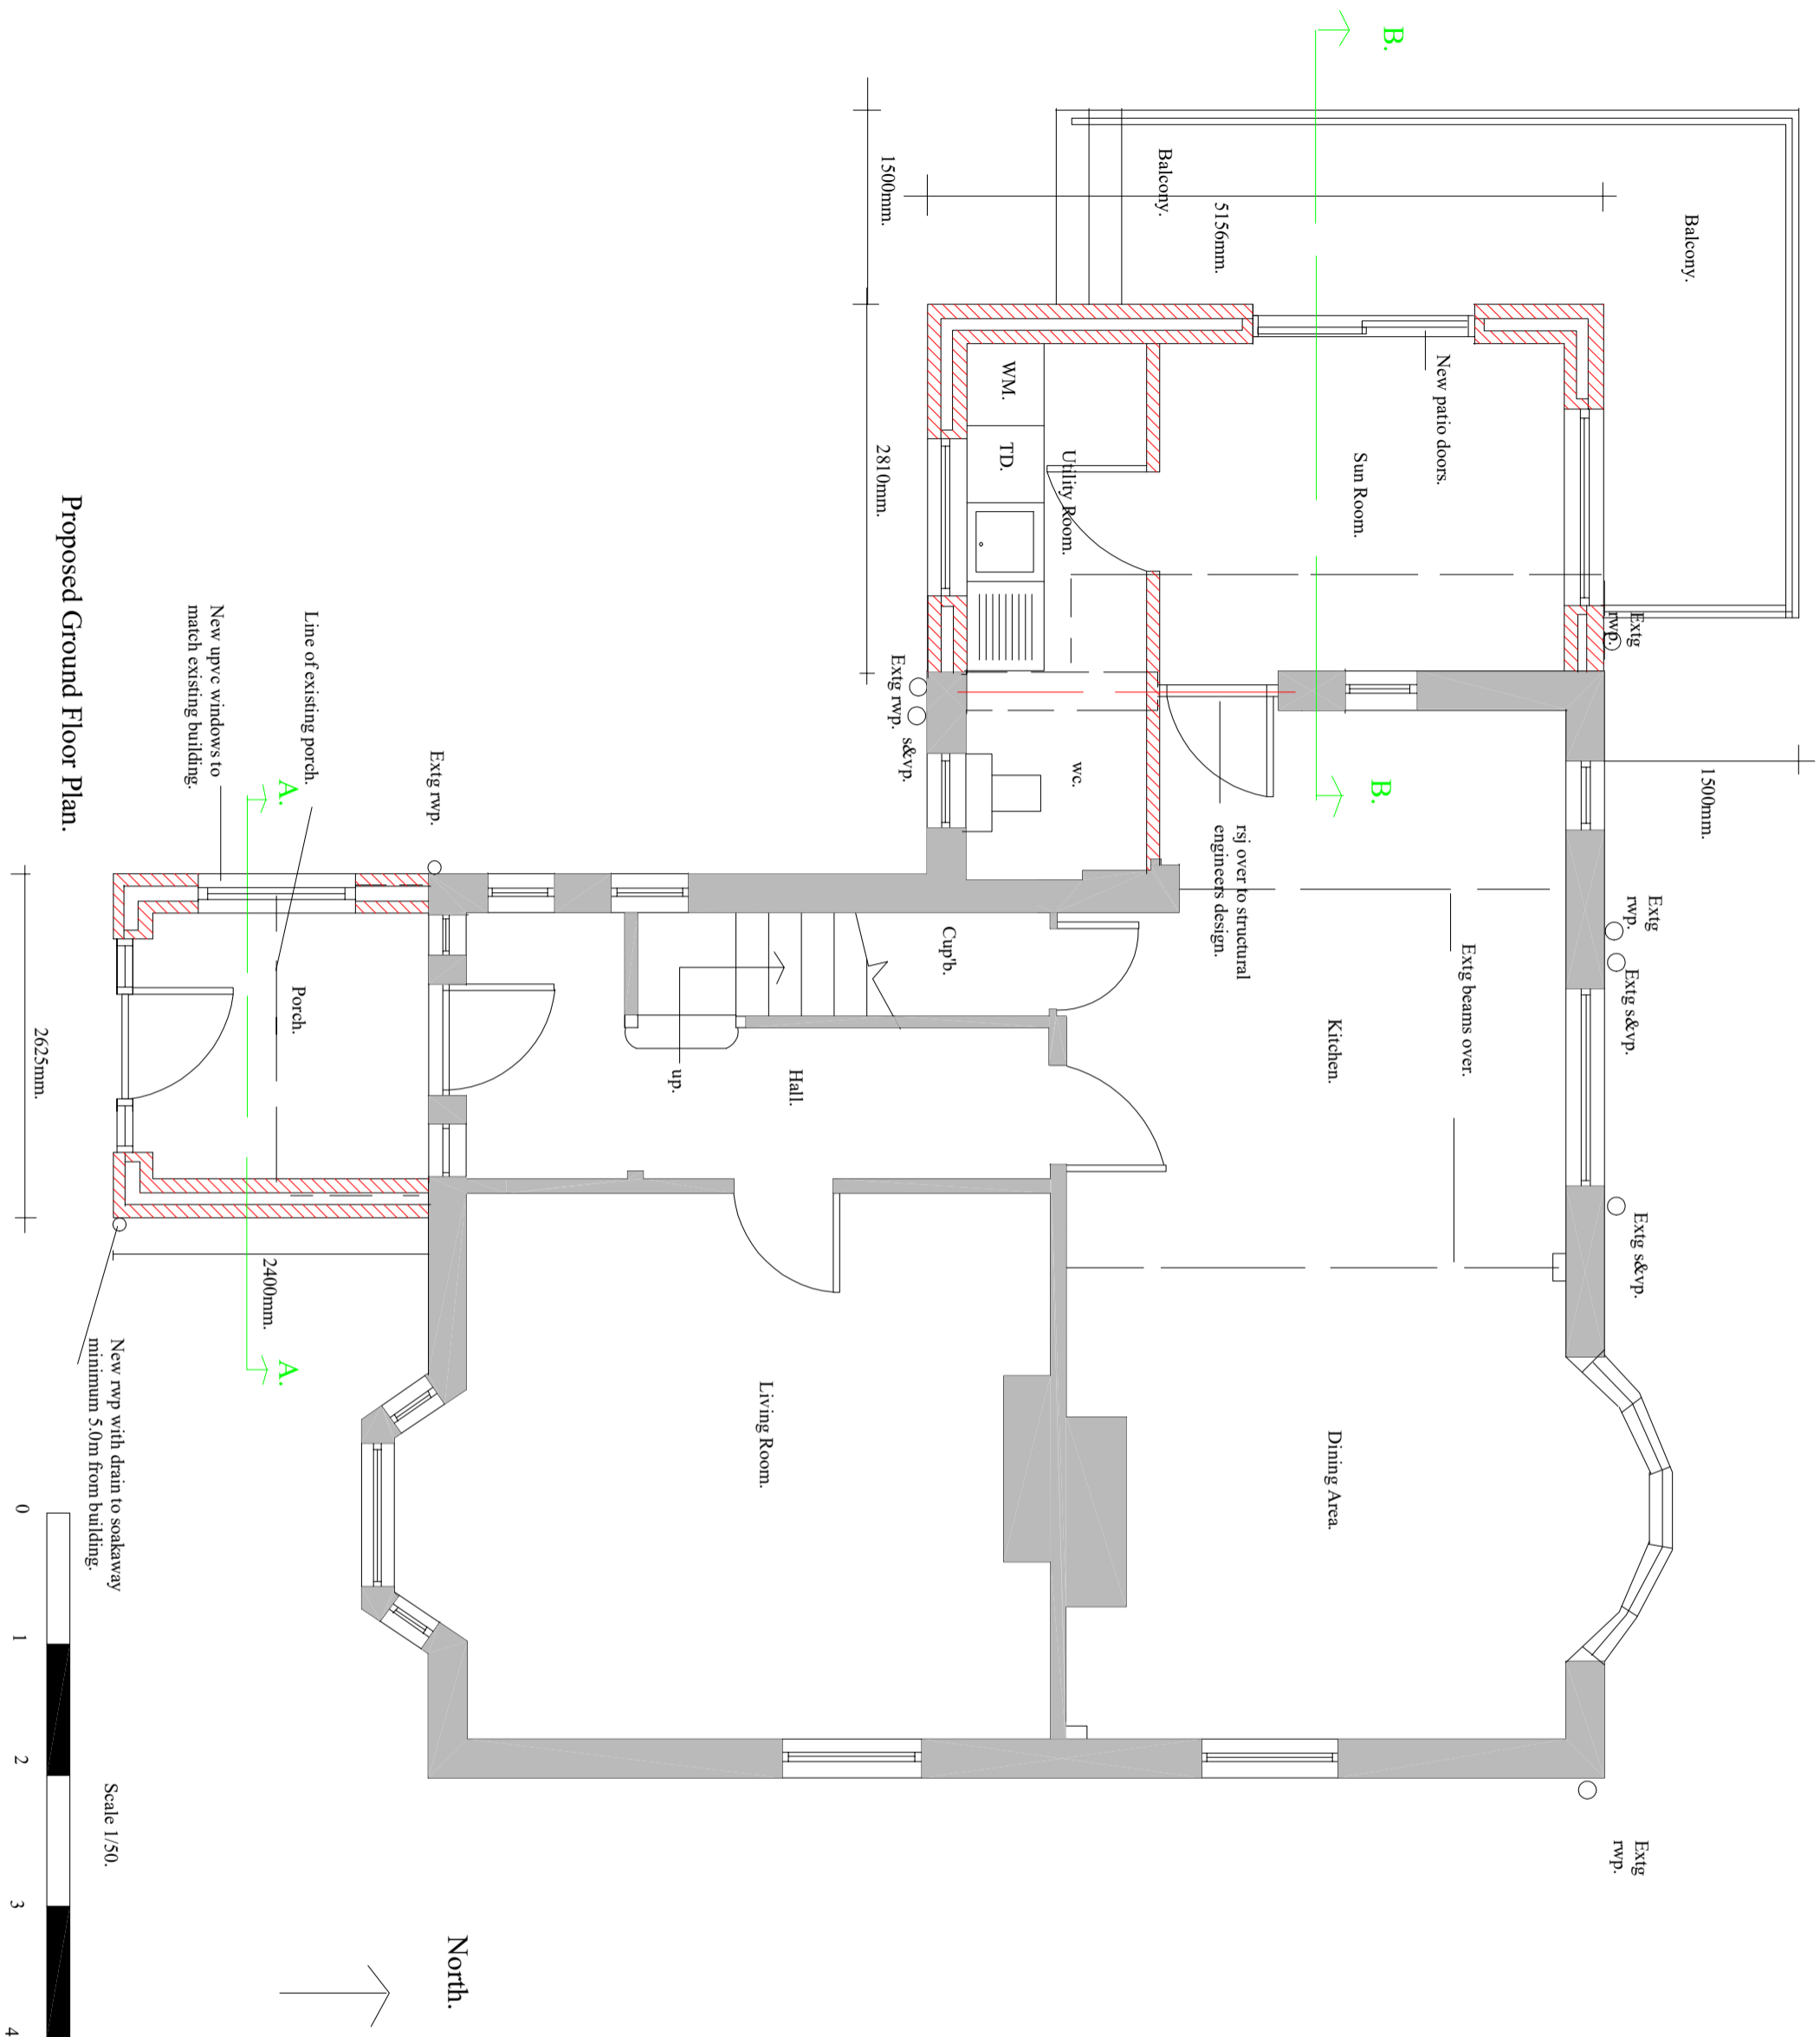 B.
Balcony.
1500mm.
Balcony.
5156mm.
New patio doors.
WM.
TD.
Utility Room.
Sun Room.
2810mm.
Extg
rwp.
Extg rwp.
s&vp.
wc.
B.
1500mm.
rsj over to structural
engineers design.
Proposed Ground Floor Plan.
New upvc windows to
match existing building.
Line of existing porch.
A.
Extg rwp.
Cup'b.
Extg beams over.
Extg
rwp.
Extg s&vp.
Porch.
up.
Hall.
Kitchen.
2625mm.
2400mm.
Extg s&vp.
A.
New rwp with drain to soakaway
minimum 5.0m from building.
Living Room.
Dining Area.
Extg
rwp.
Scale 1/50.
0
1
2
3
4
North.